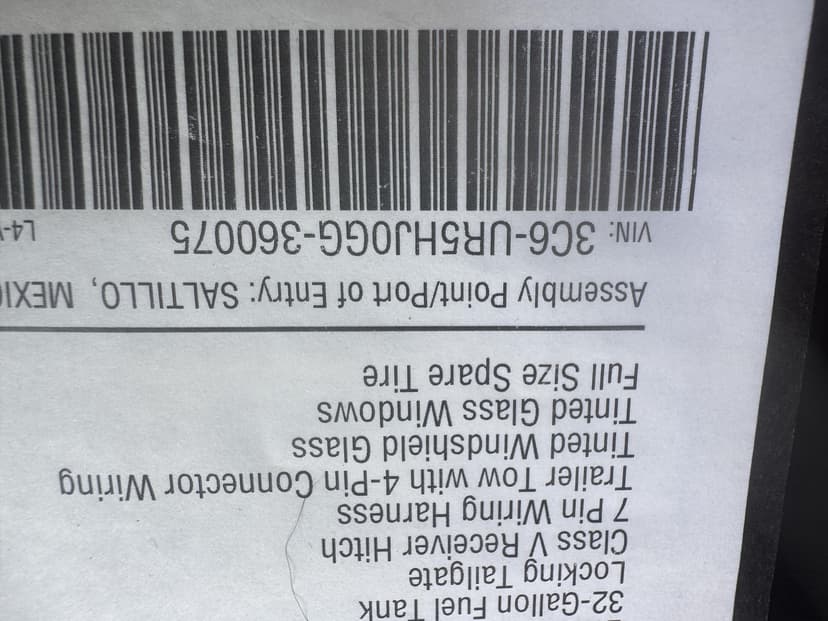 32-Gallon Fuel Tank
Locking Tailgate
Class V Receiver Hitch
7 Pin Wiring Harness
Trailer Tow with 4-Pin Connector Wiring
Tinted Windshield Glass
Tinted Glass Windows
Full Size Spare Tire
Assembly Point/Port of Entry: SALTILLO, MEXIC
VIN: 3C6-UR5HJ0GG-360075
L4-